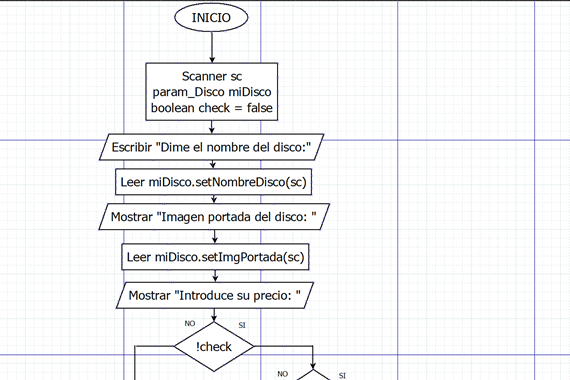 INICIO
Scanner sc
param_Disco miDisco
boolean check = false
Escribir "Dime el nombre del disco:"
Leer miDisco.setNombreDisco(sc)
Mostrar "Imagen portada del disco: "
Leer miDisco.setImgPortada(sc)
Mostrar "Introduce su precio: "
NO
SI
!check
NO
SI